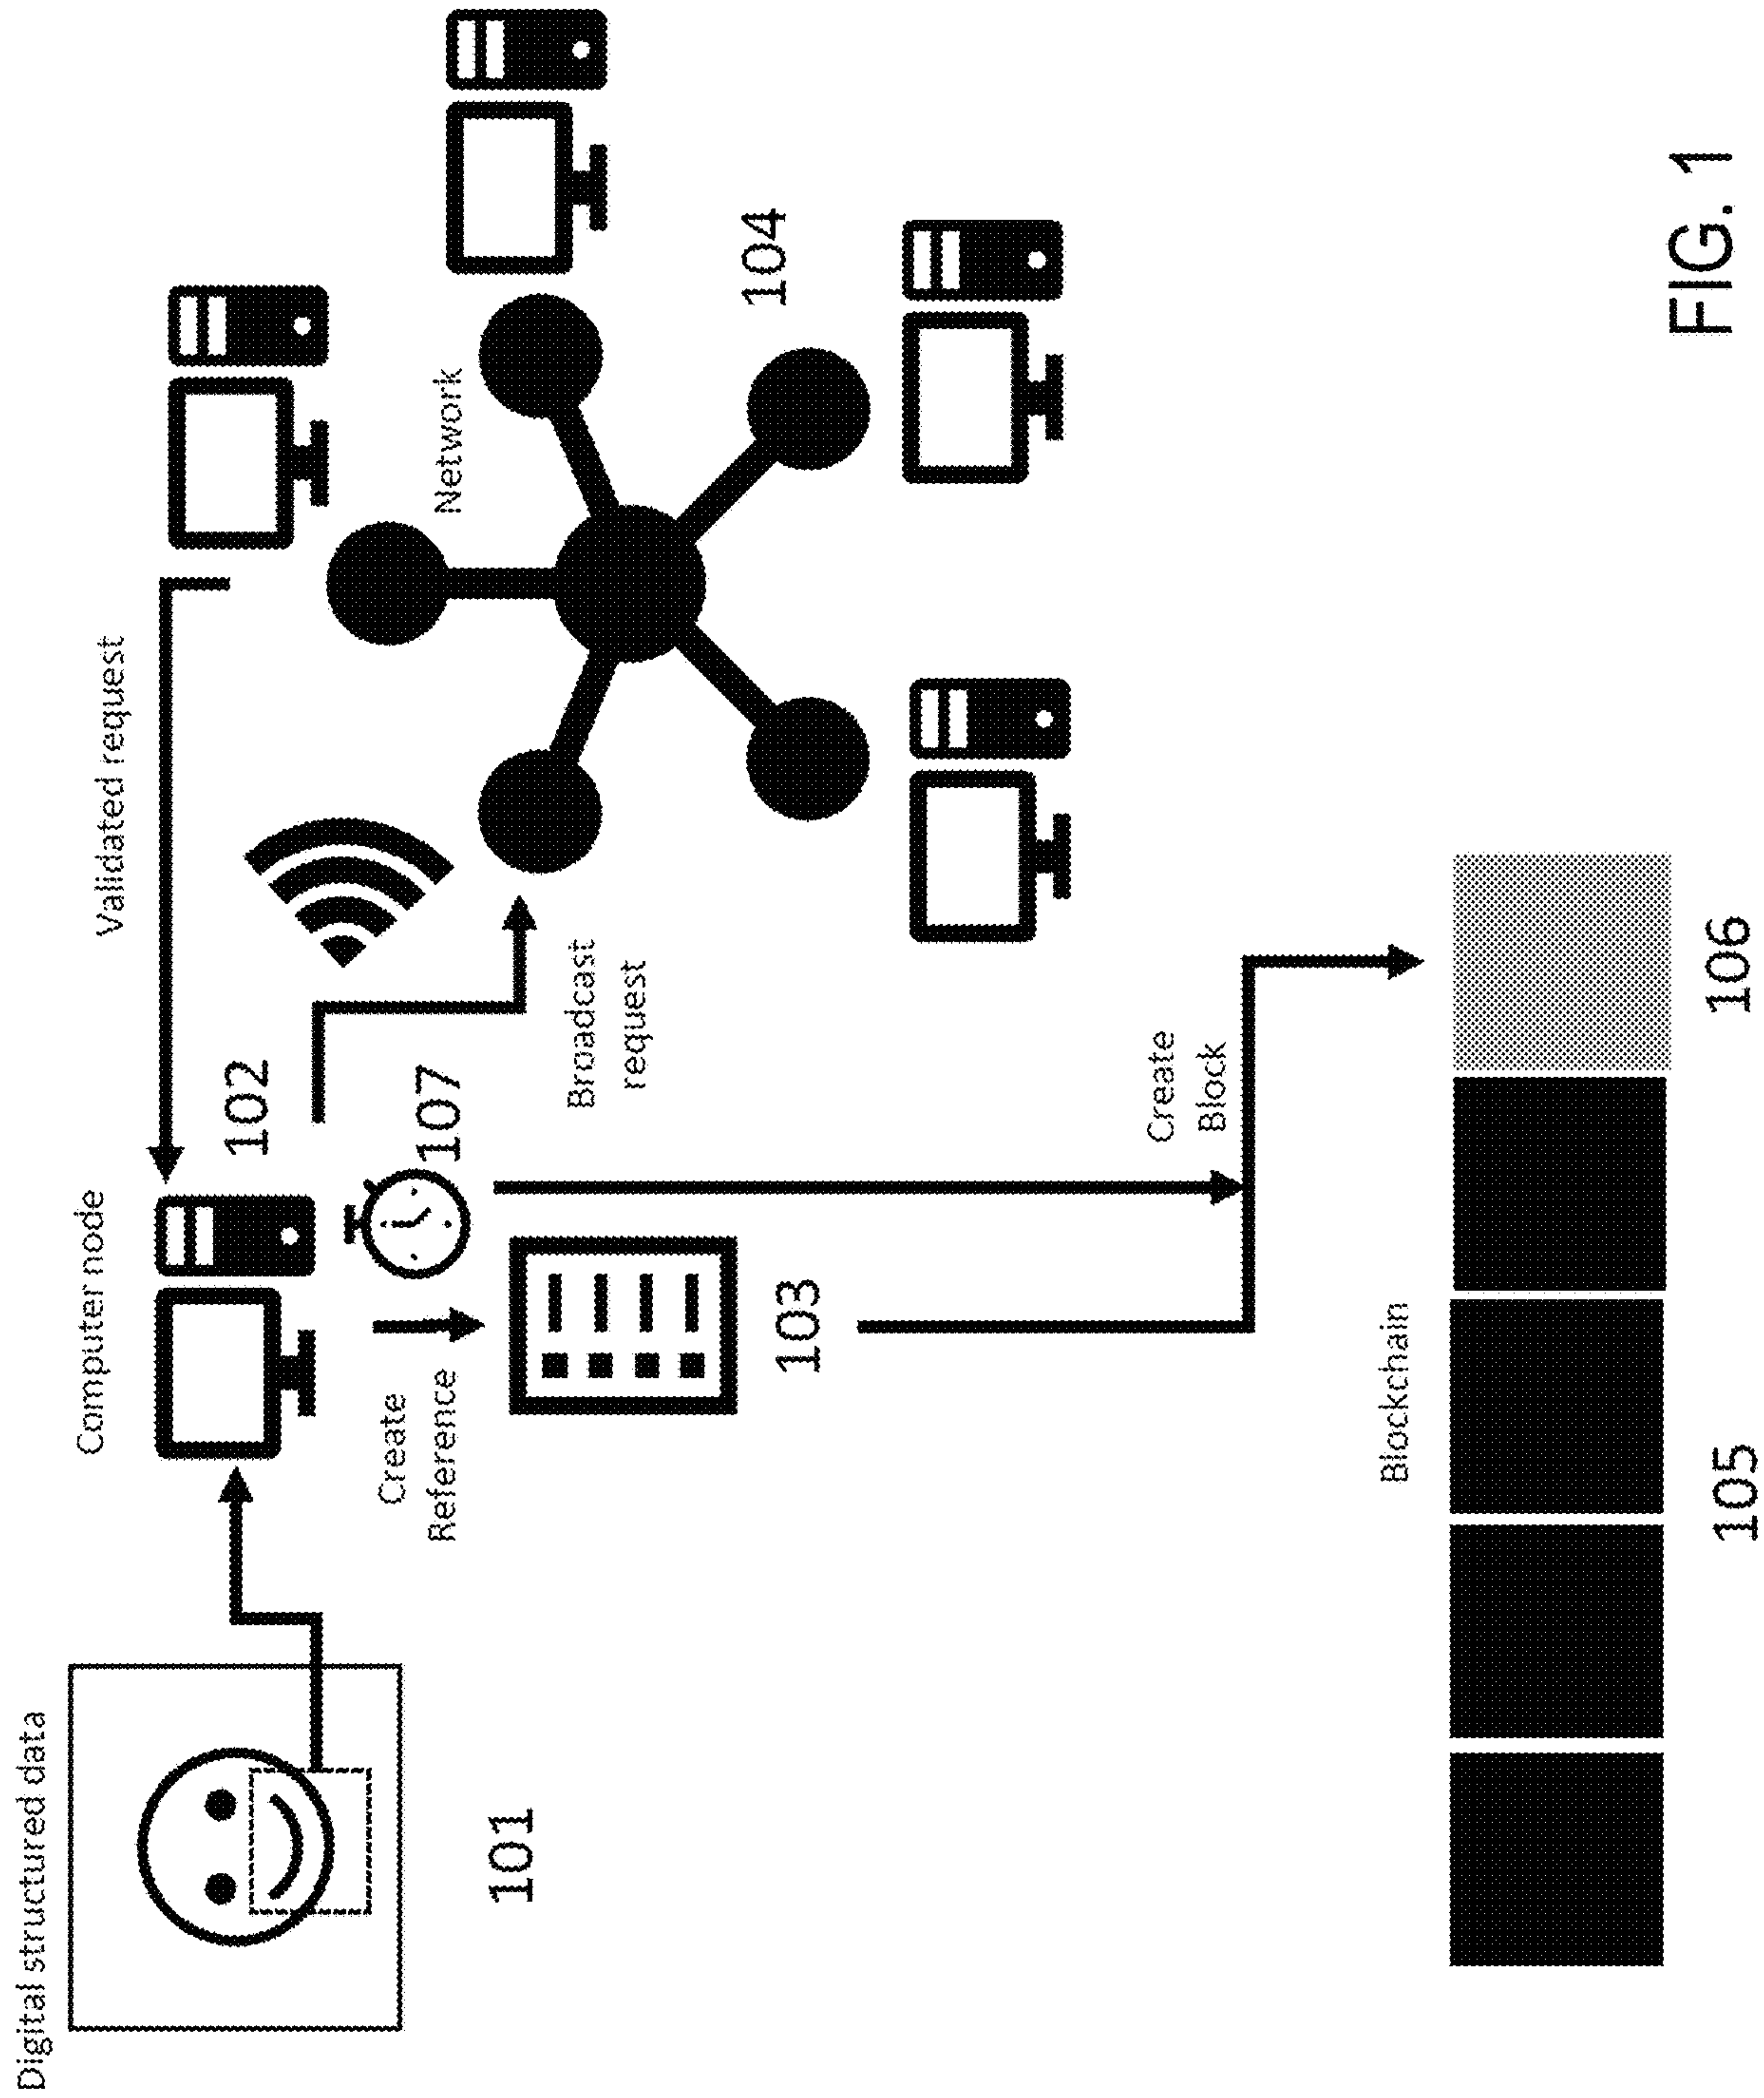 Digital structured data
101
Computer node
102
Validated request
Network
104
Create
Reference
107
103
Broadcast
request
Create
Block
Blockchain
105
106
FIG. 1